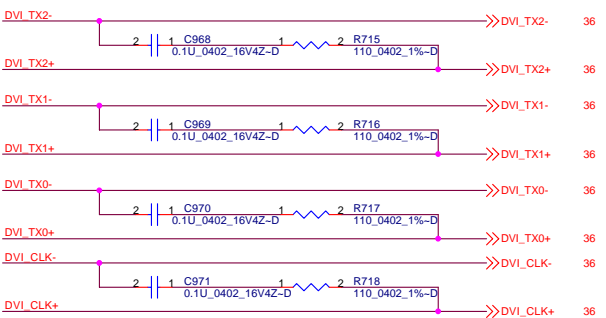 DVI_TX2- DVI_TX2- 36
2 1 C968 1 2 R715
0.1U_0402_16V4Z~D 110_0402_1%~D
DVI_TX2+ DVI_TX2+ 36
DVI_TX1- DVI_TX1- 36
2 1 C969 1 2 R716
0.1U_0402_16V4Z~D 110_0402_1%~D
DVI_TX1+ DVI_TX1+ 36
DVI_TX0- DVI_TX0- 36
2 1 C970 1 2 R717
0.1U_0402_16V4Z~D 110_0402_1%~D
DVI_TX0+ DVI_TX0+ 36
DVI_CLK- DVI_CLK- 36
2 1 C971 1 2 R718
0.1U_0402_16V4Z~D 110_0402_1%~D
DVI_CLK+ DVI_CLK+ 36